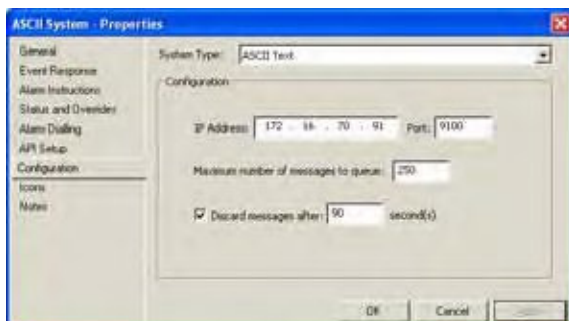 ASCII System - Properties
General
Event Response
Alarm Instructions
Status and Overrides
Alarm Dialling
API Setup
Configuration
Icons
Notes
System Type: ASCII Text
Configuration
IP Address: 172 . 16 . 70 . 91 Port: 9100
Maximum number of messages to queue: 250
Discard messages after: 90 second(s)
OK Cancel